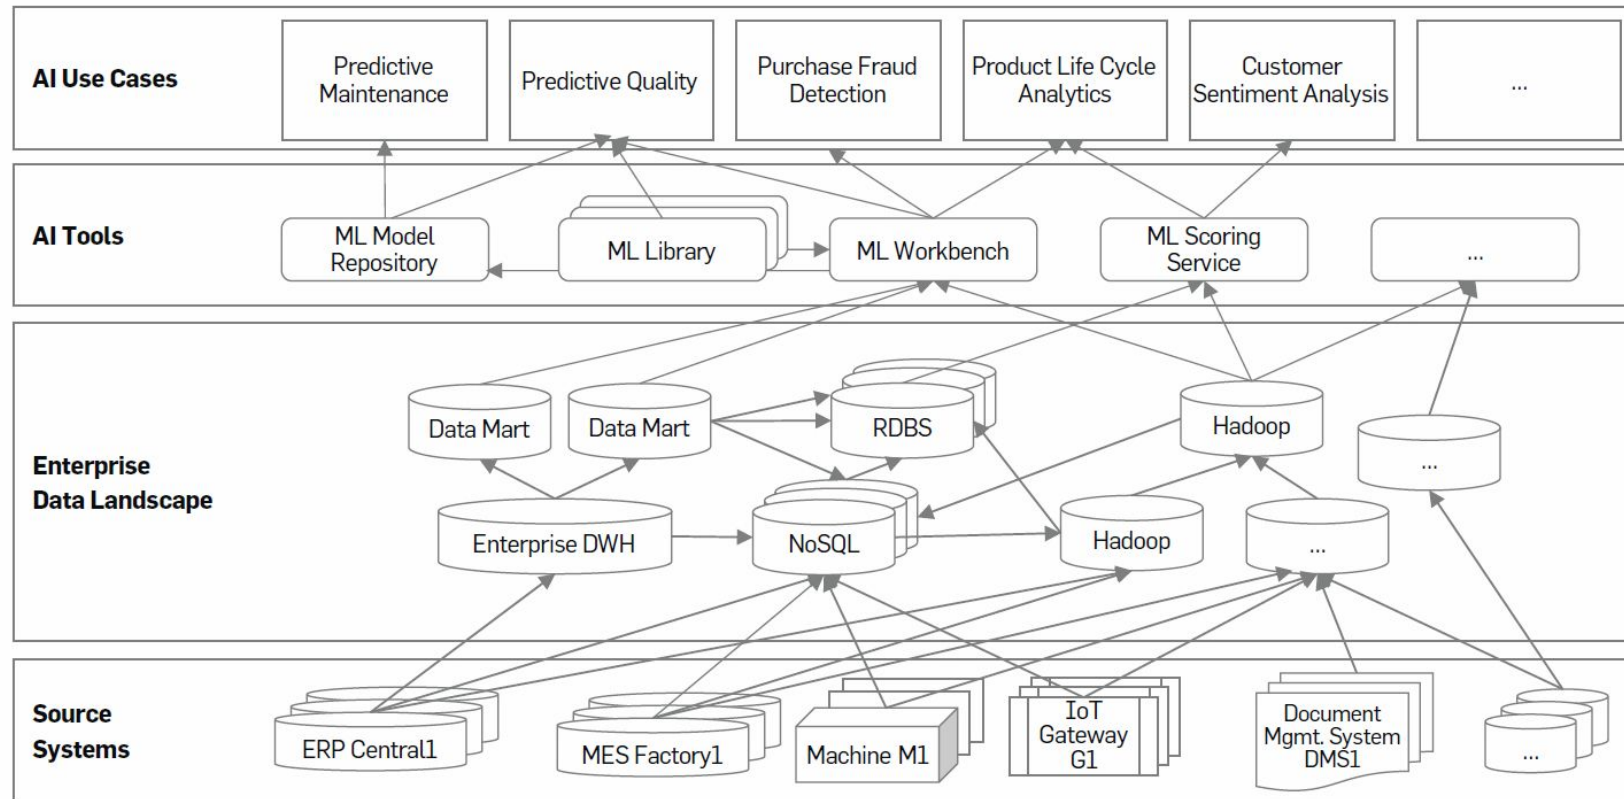 AI Use Cases
Predictive
Maintenance
Predictive Quality
Purchase Fraud
Detection
Product Life Cycle
Analytics
Customer
Sentiment Analysis
...
AI Tools
ML Model
Repository
ML Library
ML Workbench
ML Scoring
Service
...
Enterprise
Data Landscape
Data Mart
Data Mart
RDBS
Hadoop
...
Enterprise DWH
NoSQL
Hadoop
...
Source
Systems
ERP Central1
MES Factory1
Machine M1
IoT
Gateway
G1
Document
Mgmt. System
DMS1
...